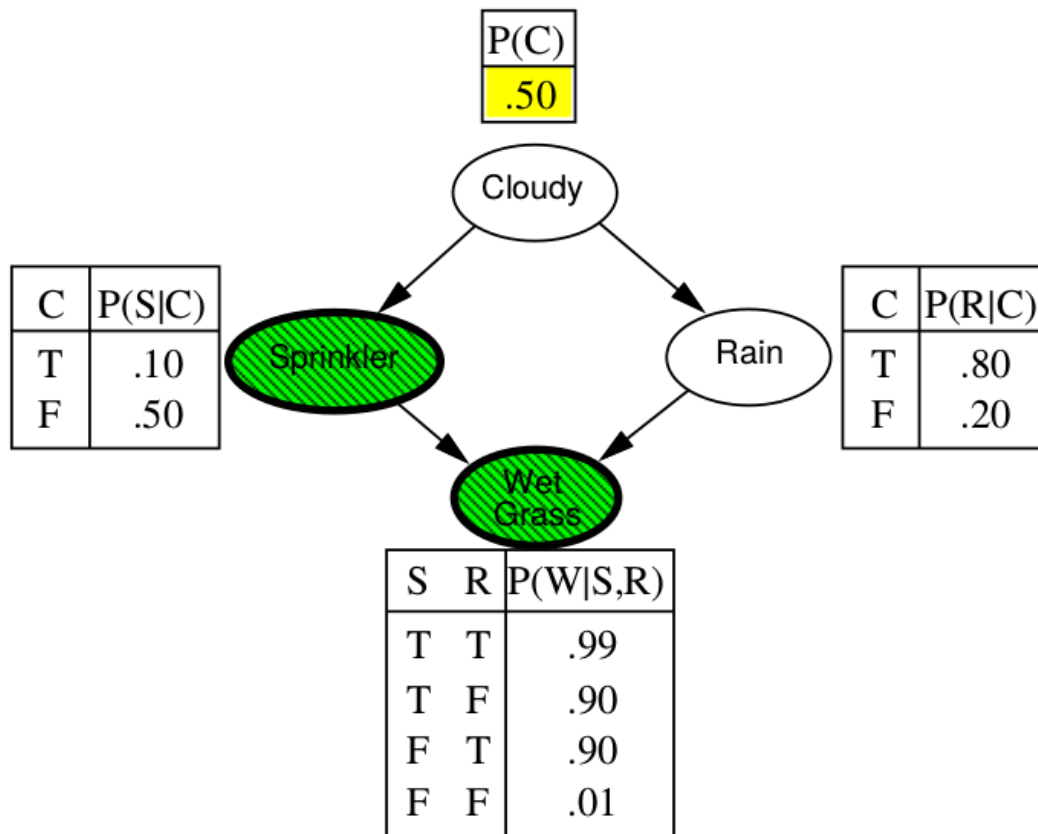 P(C)
.50
Cloudy
C P(S|C)
T .10
F .50
Sprinkler
Rain
C P(R|C)
T .80
F .20
Wet
Grass
S R P(W|S,R)
T T .99
T F .90
F T .90
F F .01